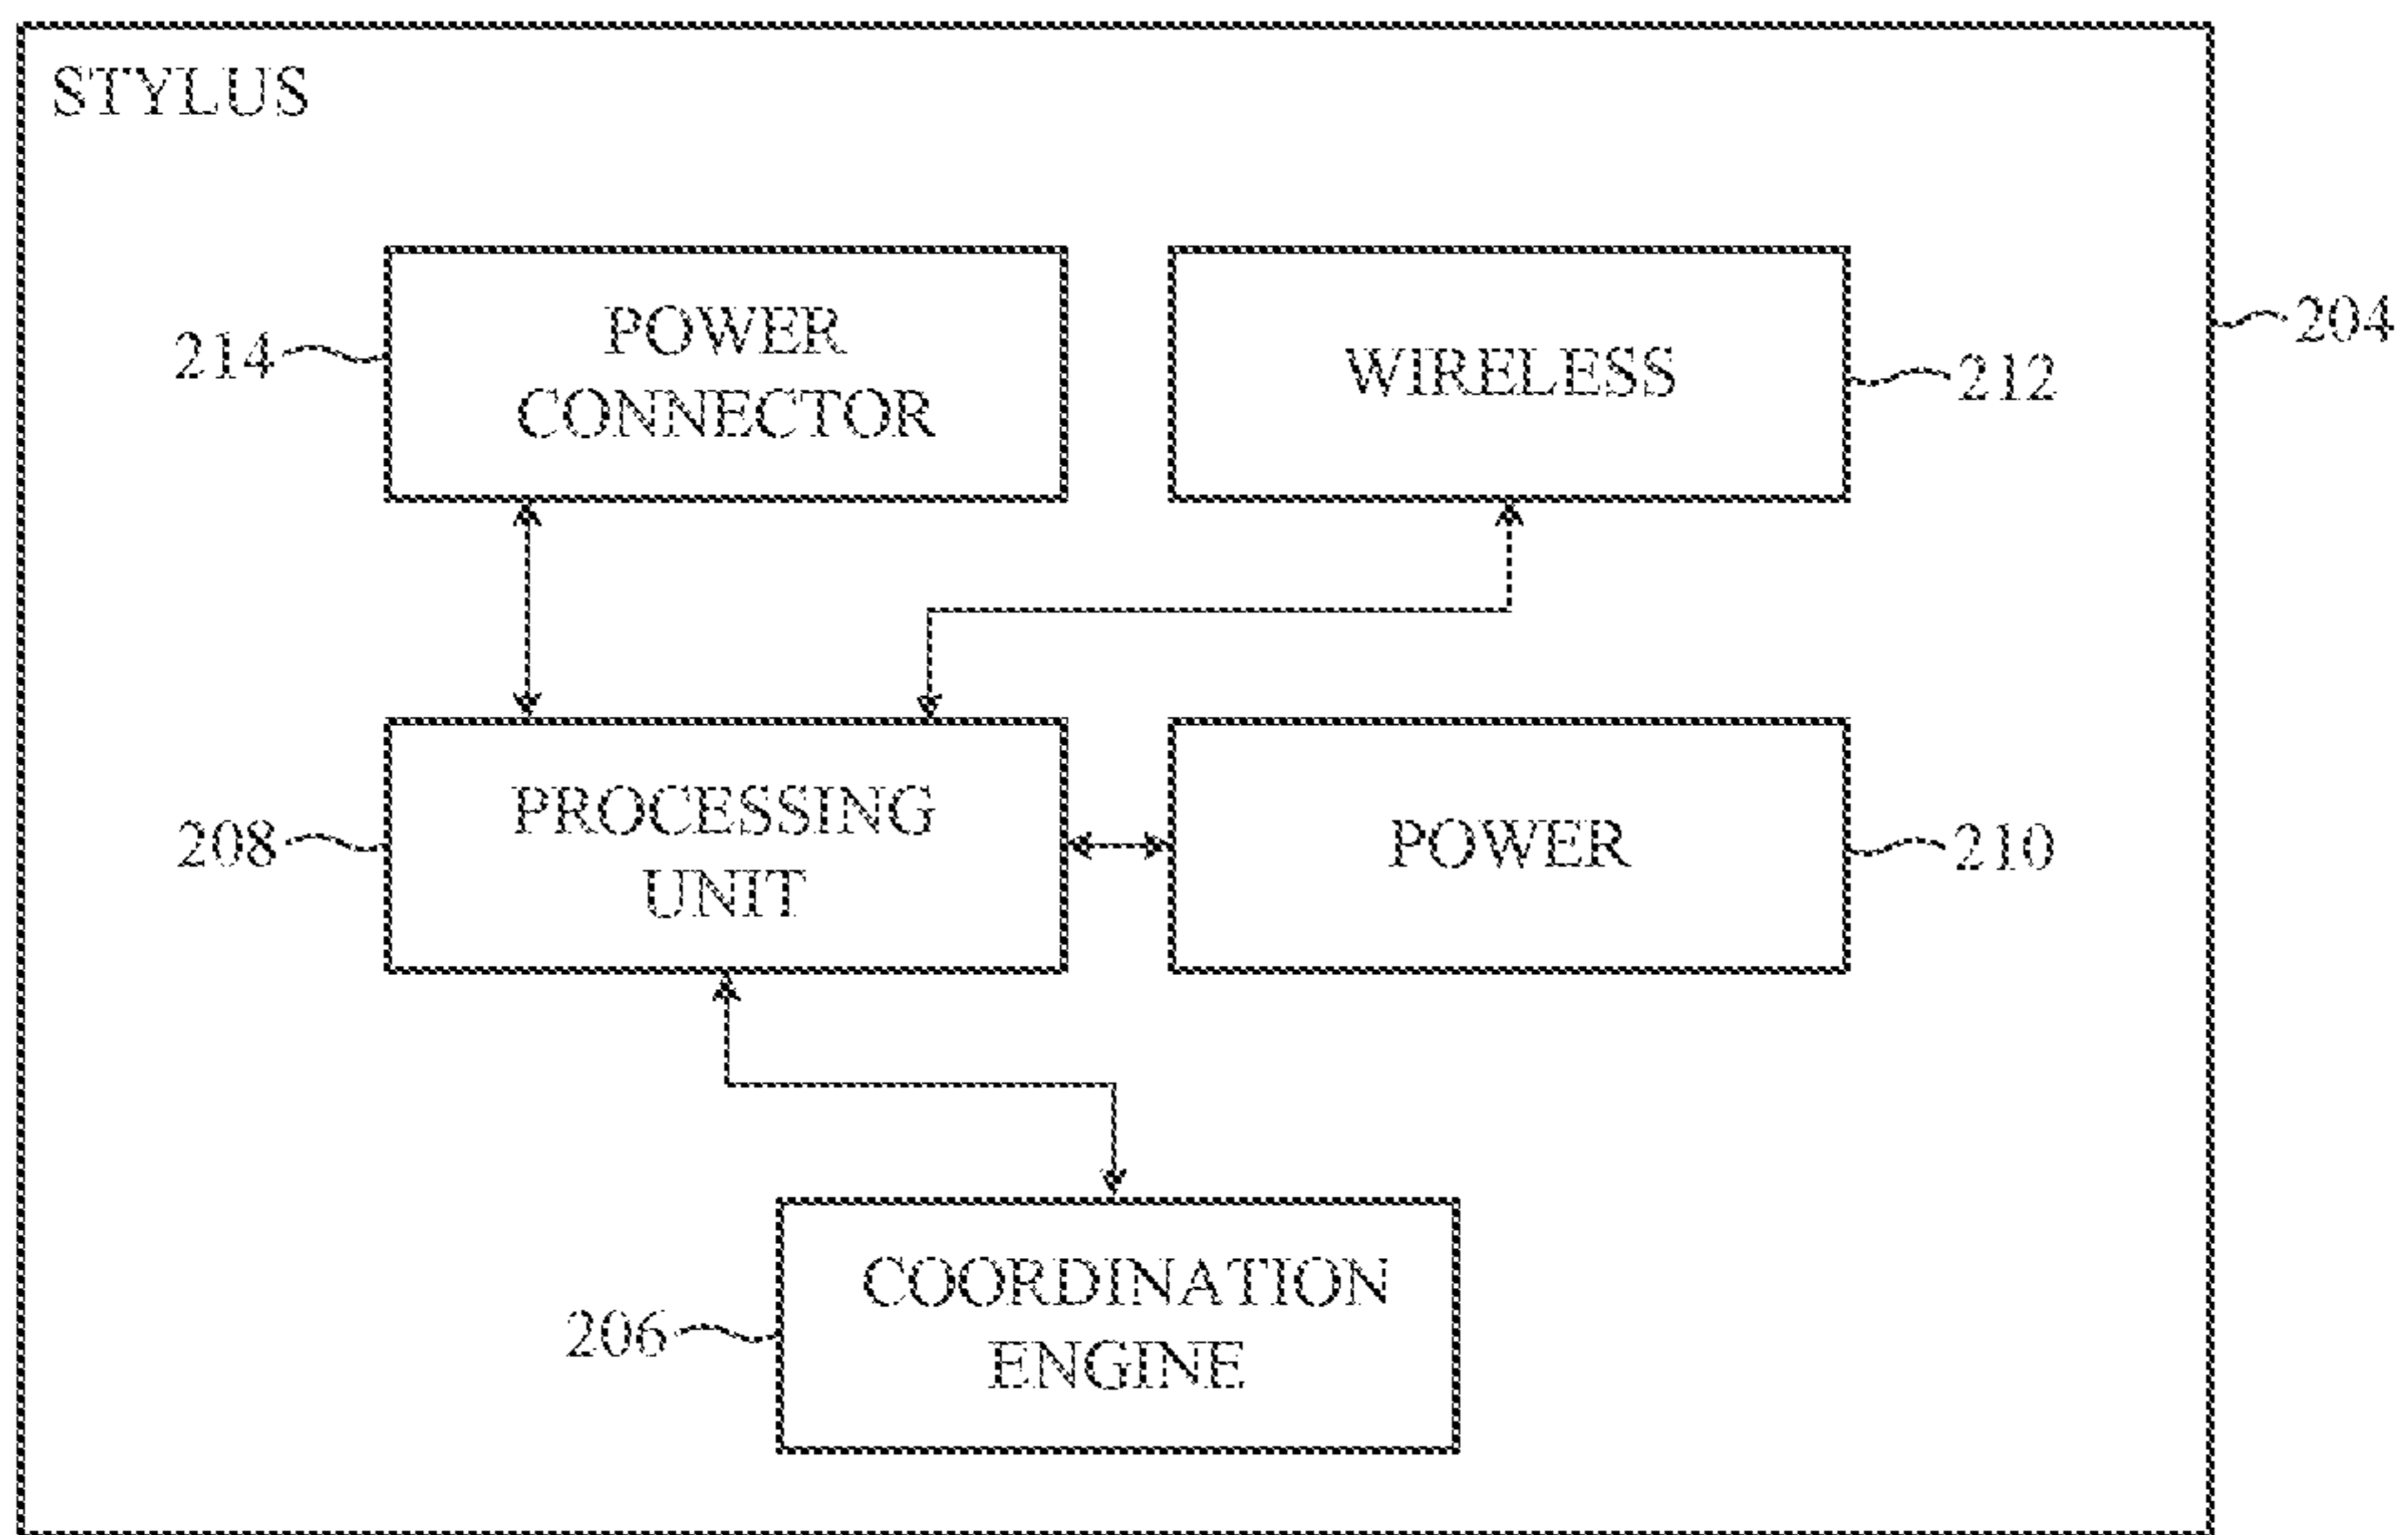 STYLUS
POWER
CONNECTOR
214
WIRELESS
212
204
PROCESSING
UNIT
208
POWER
210
COORDINATION
ENGINE
206